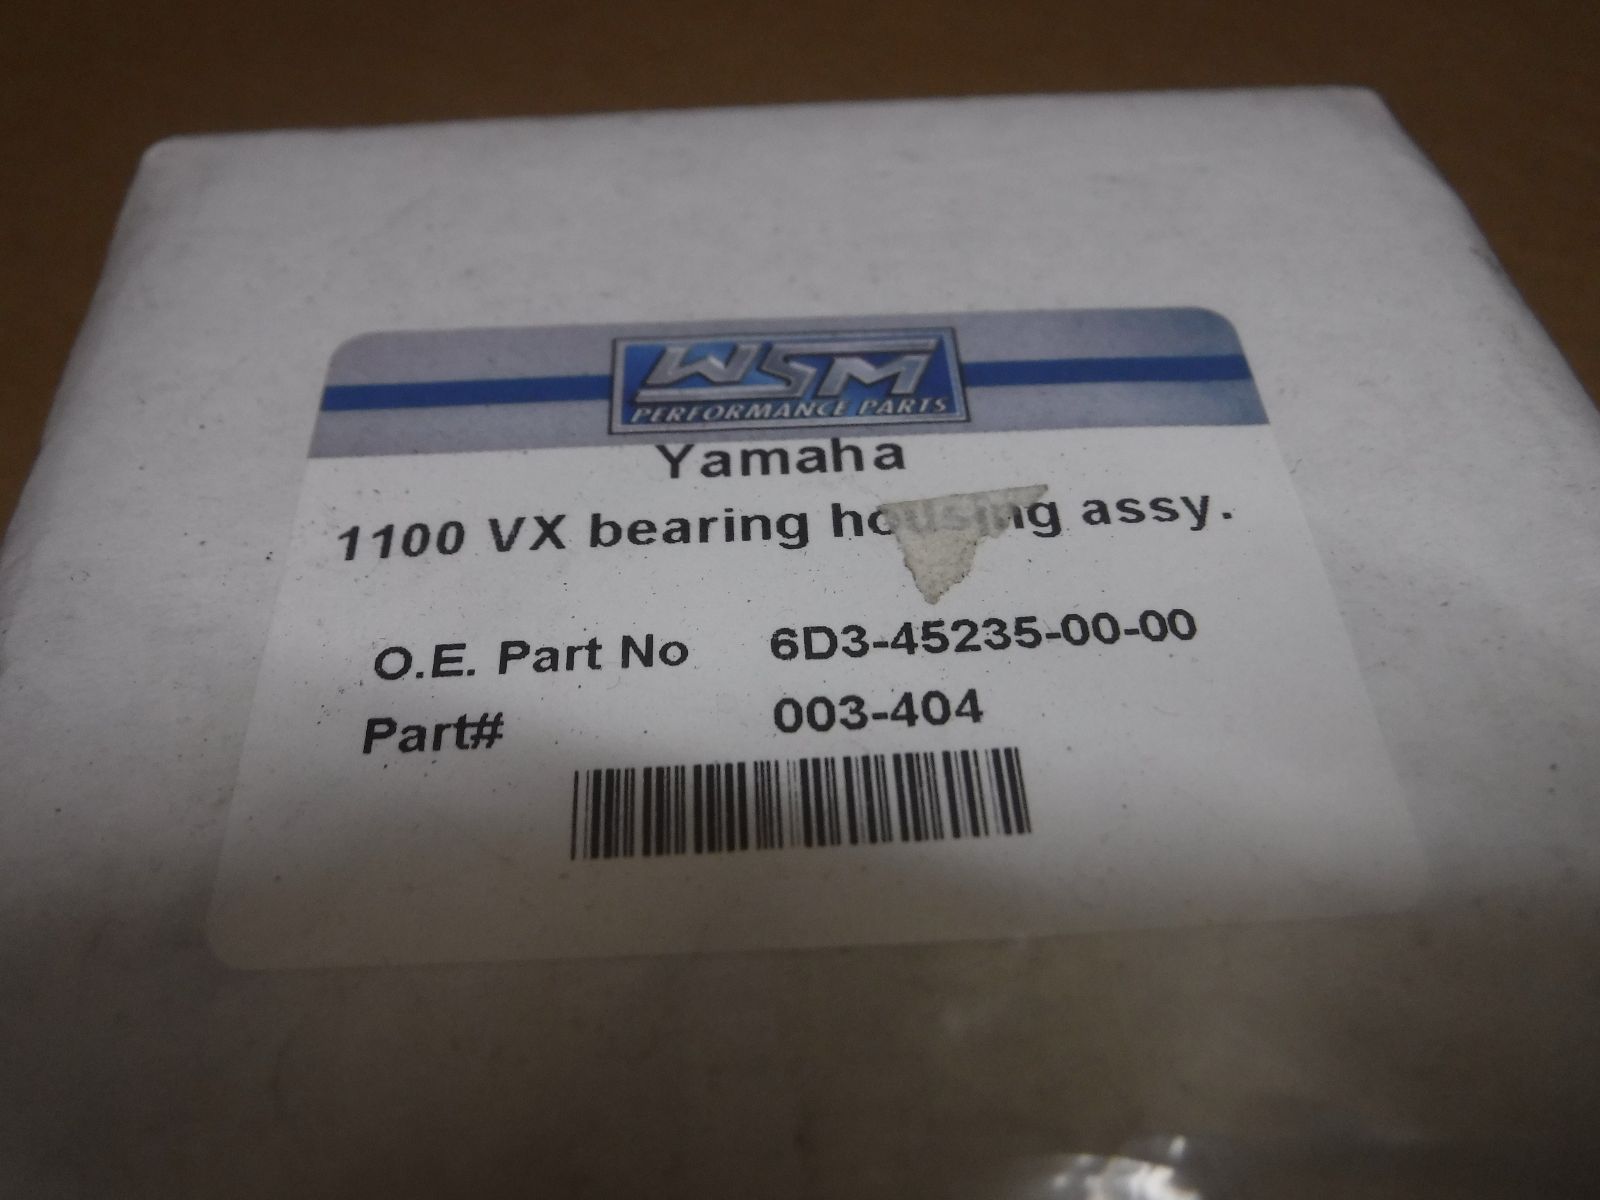 WSM
PERFORMANCE PARTS
Yamaha
1100 VX bearing housing assy.
O.E. Part No 6D3-45235-00-00
Part# 003-404